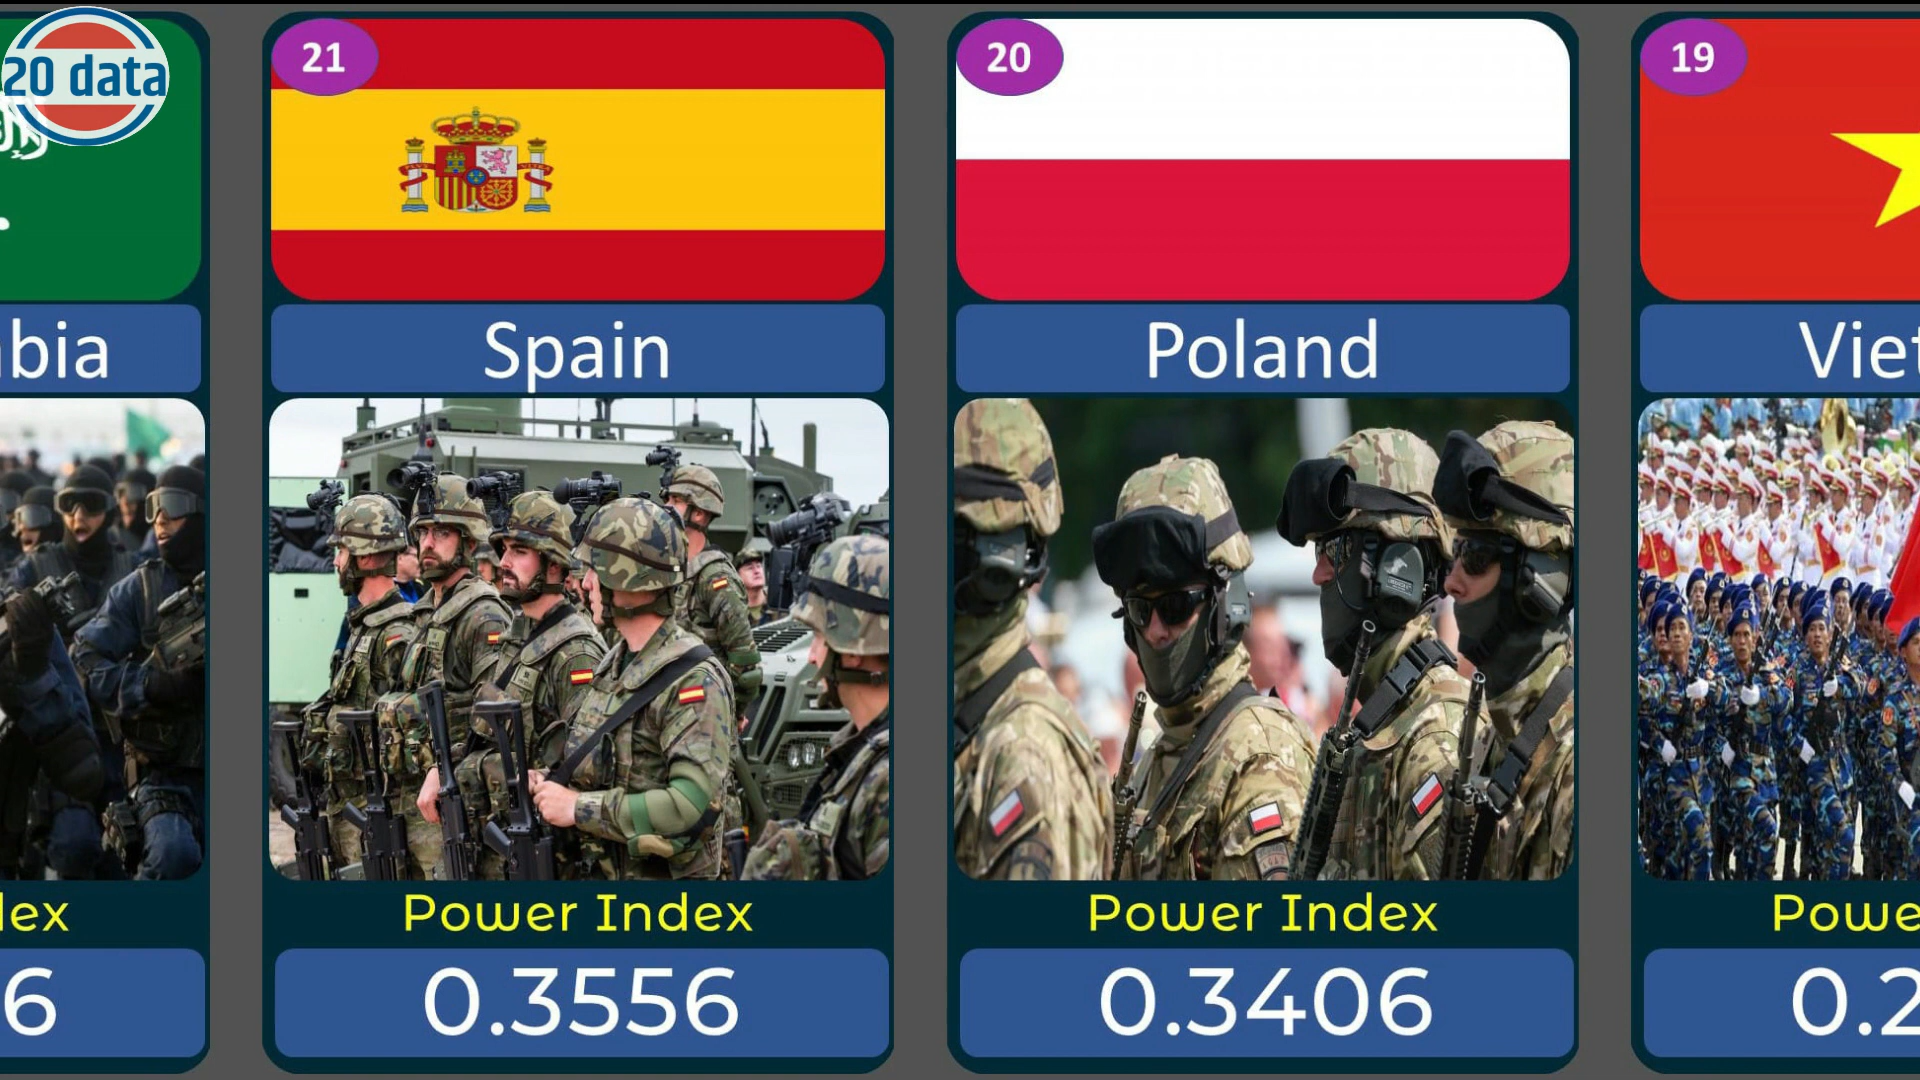 20 data
21
20
19
bia
Spain
Poland
Viet
dex
Power Index
Power Index
Powe
6
0.3556
0.3406
0.2